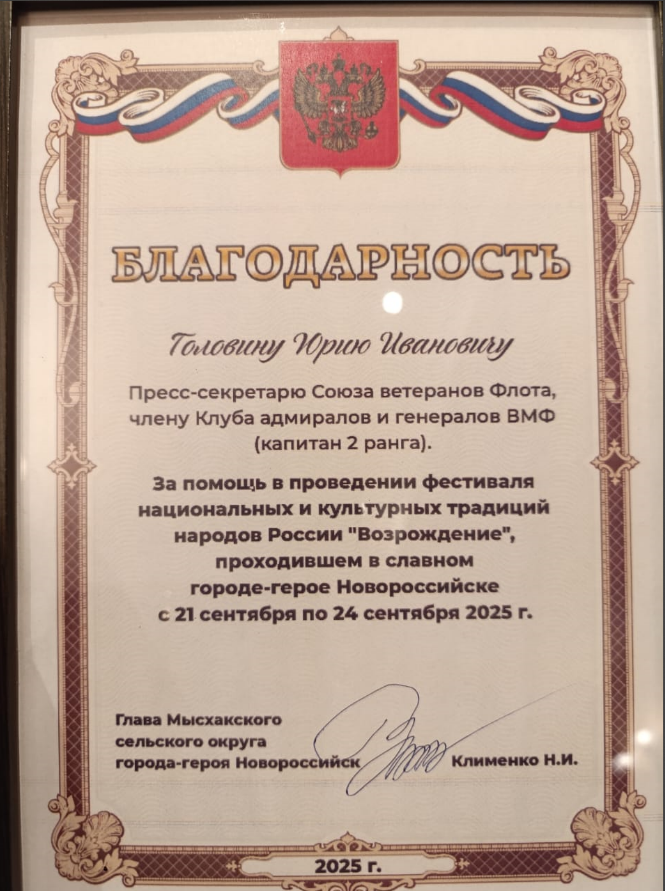 БЛАГОДАРНОСТЬ
Головину Юрию Ивановичу
Пресс-секретарю Союза ветеранов Флота,
члену Клуба адмиралов и генералов ВМФ
(капитан 2 ранга).
За помощь в проведении фестиваля
национальных и культурных традиций
народов России "Возрождение",
проходившем в славном
городе-герое Новороссийске
с 21 сентября по 24 сентября 2025 г.
Глава Мысхакского
сельского округа
города-героя Новороссийск Клименко Н.И.
2025 г.